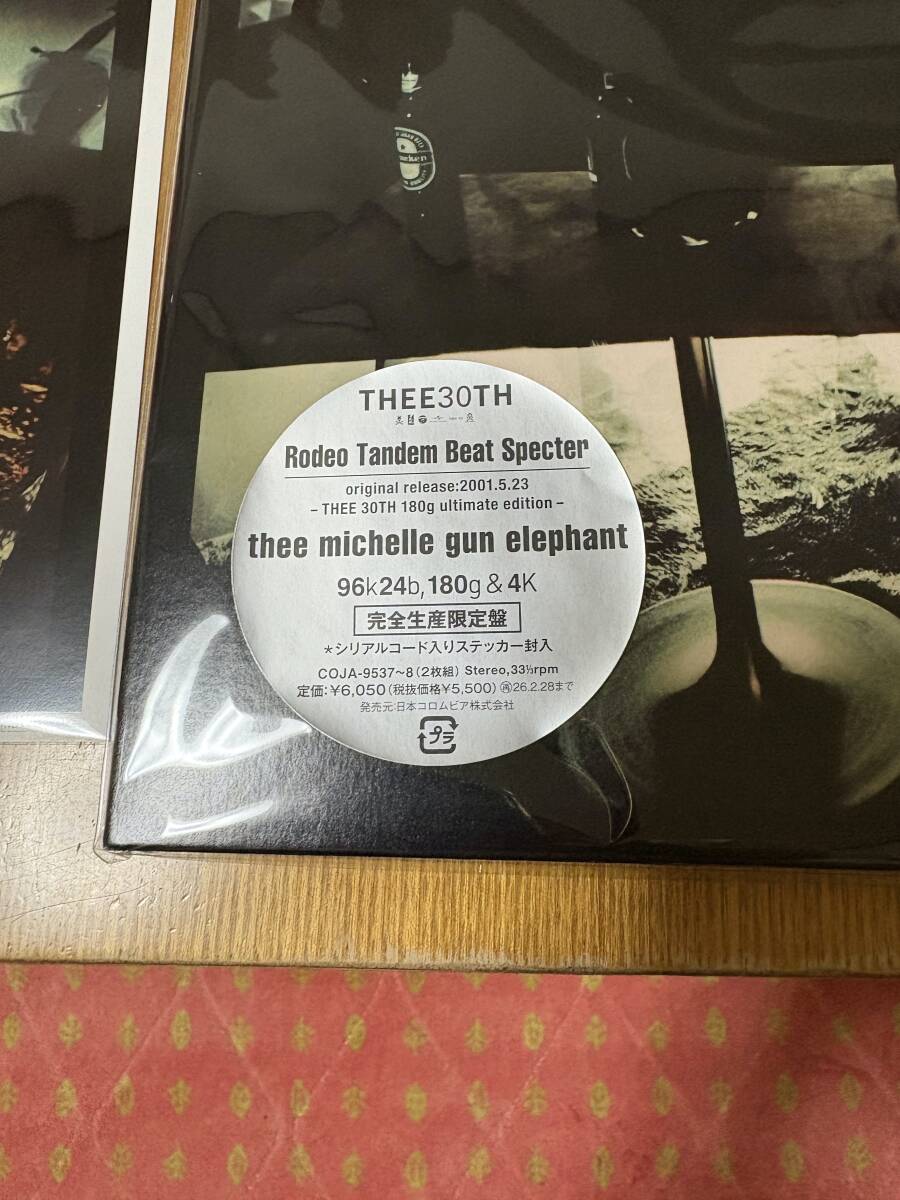 THEE30TH
Rodeo Tandem Beat Specter
original release:2001.5.23
– THEE 30TH 180g ultimate edition –
thee michelle gun elephant
96k24b, 180g & 4K
完全生産限定盤
*シリアルコード入りステッカー封入
COJA-9537〜8(2枚組) Stereo,33⅓rpm
定価:¥6,050(税抜価格¥5,500) Ⓡ26.2.28まで
発売元:日本コロムビア株式会社
プラ